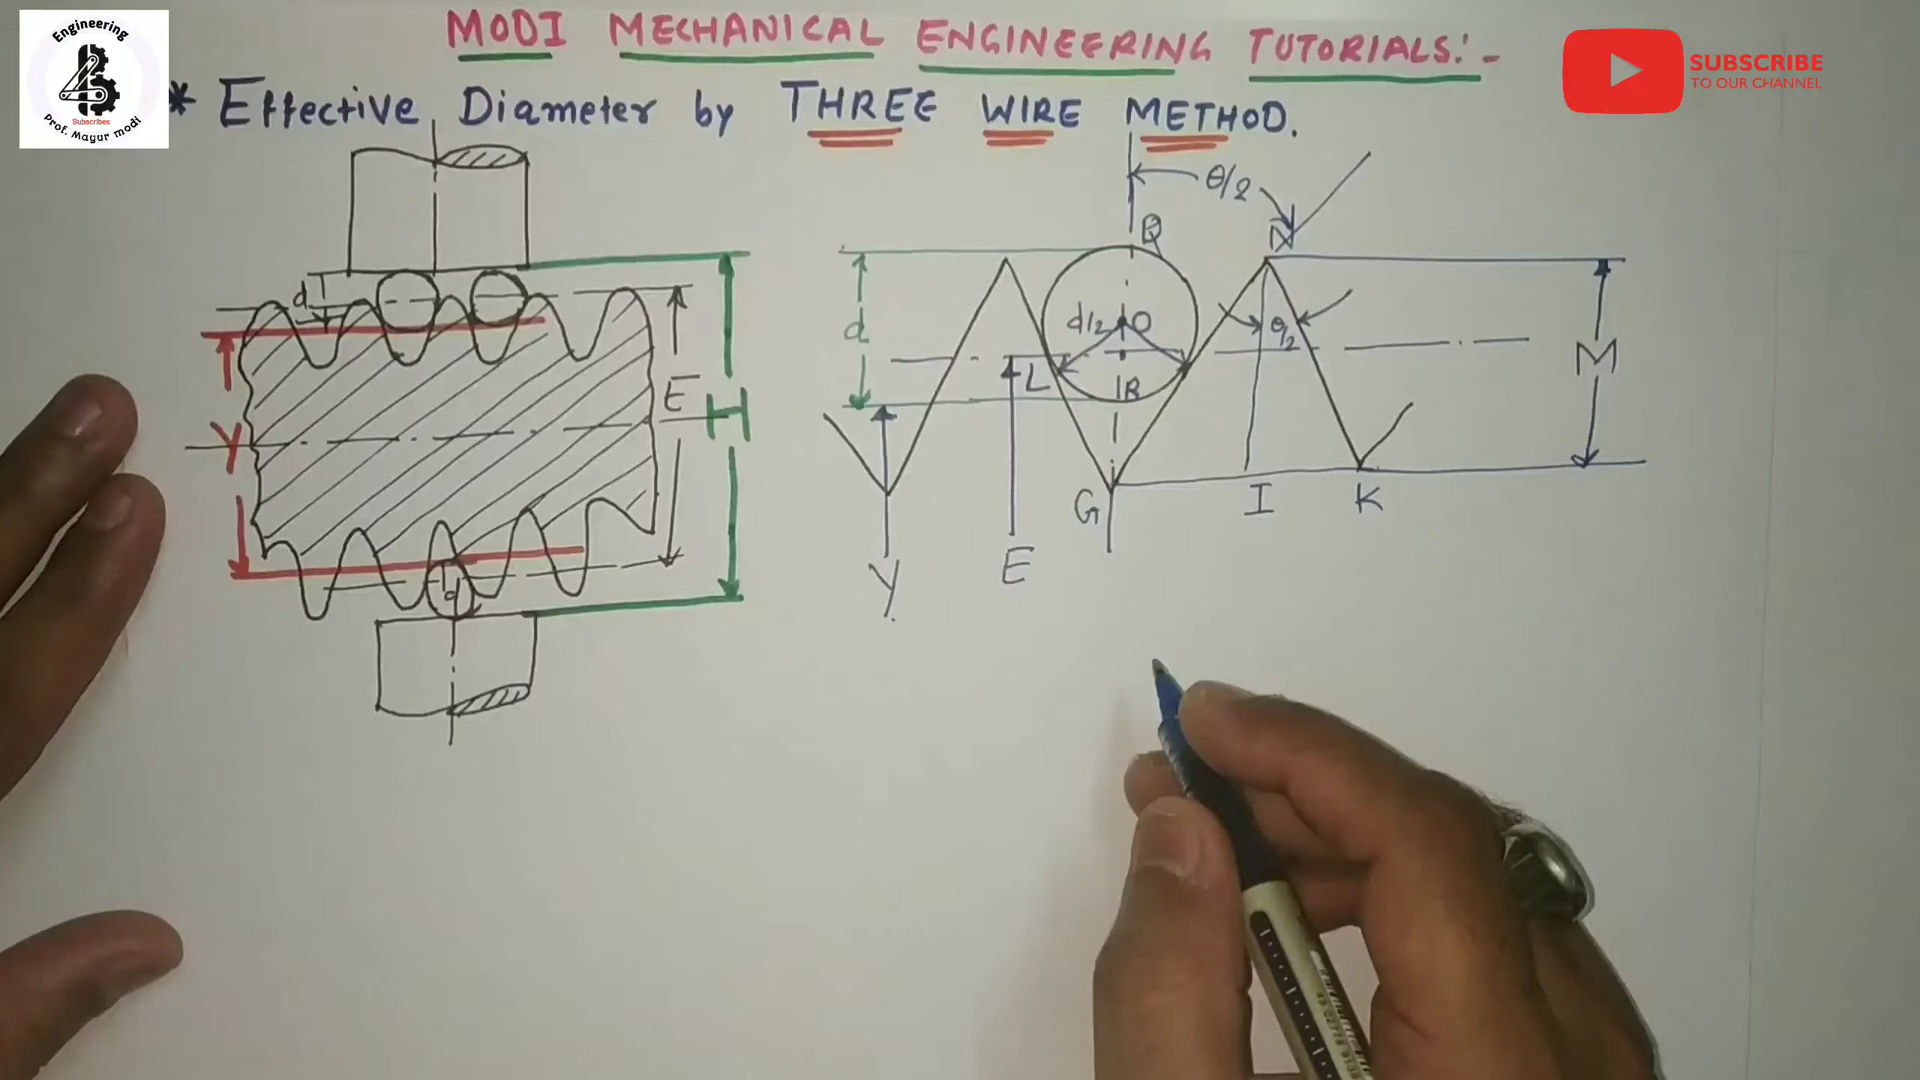 Engineering
Subscribes
Prof. Mayur modi
MODI MECHANICAL ENGINEERING TUTORIALS:-
SUBSCRIBE
TO OUR CHANNEL
* Effective Diameter by THREE WIRE METHOD.
θ/2
Q
N
d
d
d/2
O
θ/2
M
L
E
H
B
Y
G
I
K
E
Y
d